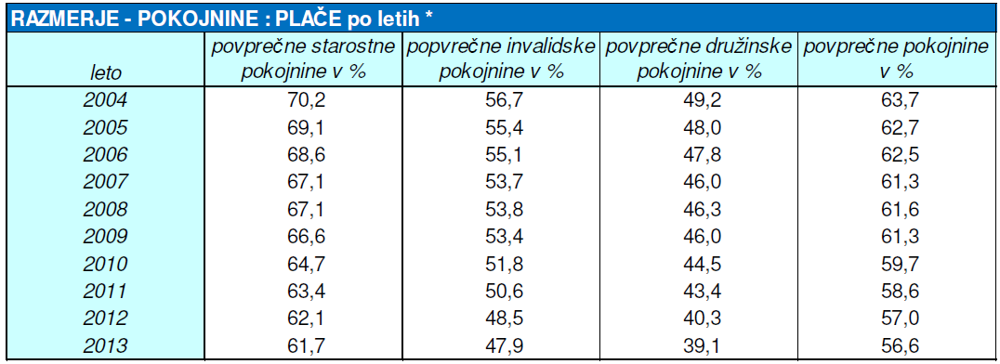 RAZMERJE - POKOJNINE : PLAČE po letih *
leto povprečne starostne pokojnine v % popvrečne invalidske pokojnine v % povprečne družinske pokojnine v % povprečne pokojnine v %
2004 70,2 56,7 49,2 63,7
2005 69,1 55,4 48,0 62,7
2006 68,6 55,1 47,8 62,5
2007 67,1 53,7 46,0 61,3
2008 67,1 53,8 46,3 61,6
2009 66,6 53,4 46,0 61,3
2010 64,7 51,8 44,5 59,7
2011 63,4 50,6 43,4 58,6
2012 62,1 48,5 40,3 57,0
2013 61,7 47,9 39,1 56,6